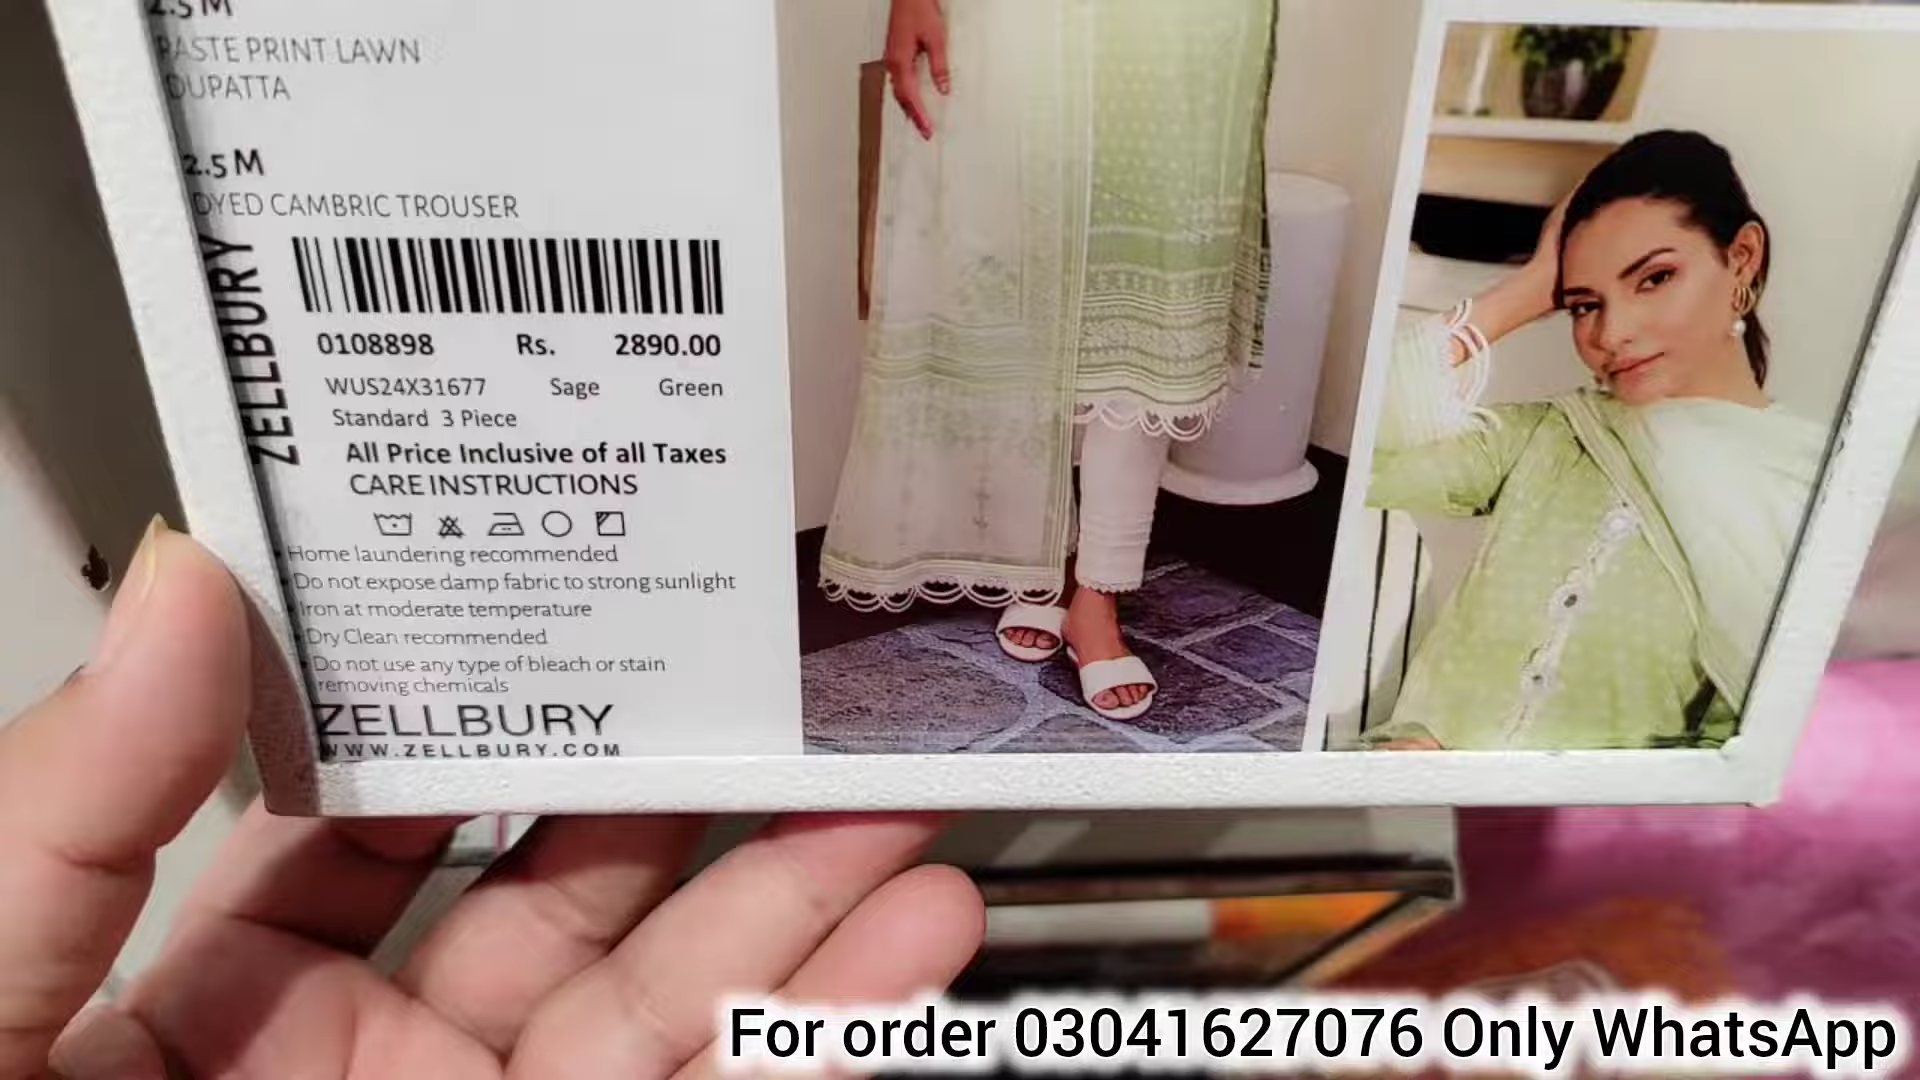 2.5 M
PASTE PRINT LAWN
DUPATTA
2.5 M
DYED CAMBRIC TROUSER
ZELLBURY
0108898 Rs. 2890.00
WUS24X31677 Sage Green
Standard 3 Piece
All Price Inclusive of all Taxes
CARE INSTRUCTIONS
Home laundering recommended
Do not expose damp fabric to strong sunlight
Iron at moderate temperature
Dry Clean recommended
Do not use any type of bleach or stain
removing chemicals
ZELLBURY
WWW.ZELLBURY.COM
For order 03041627076 Only WhatsApp